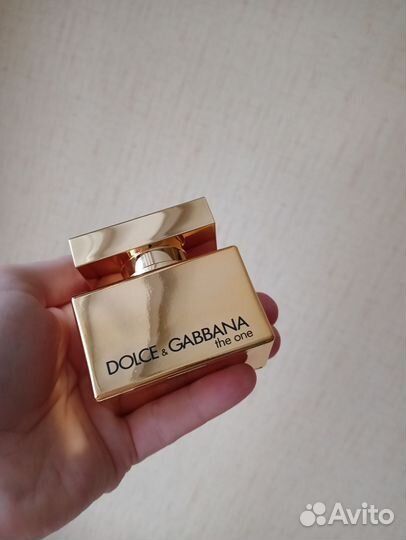 DOLCE & GABBANA
the one
Avito